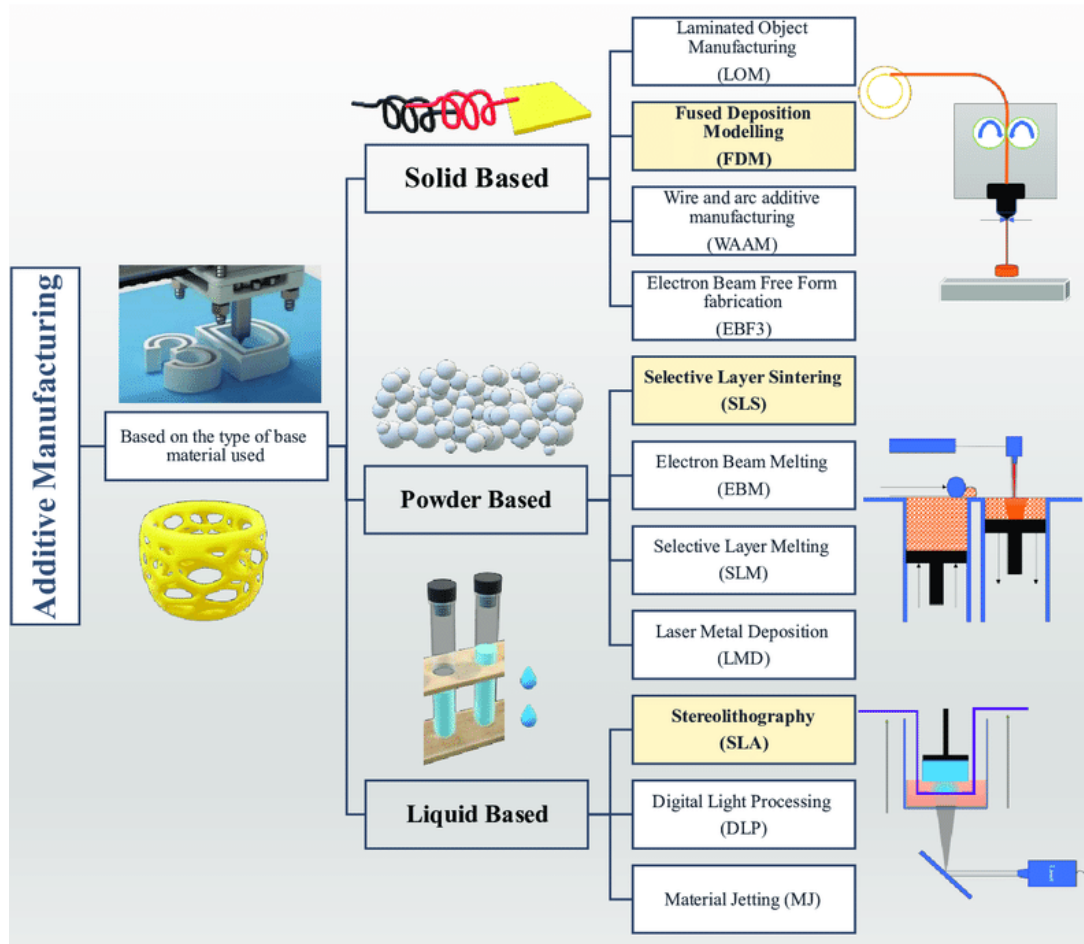 Additive Manufacturing
Based on the type of base
material used
Solid Based
Laminated Object
Manufacturing
(LOM)
Fused Deposition
Modelling
(FDM)
Wire and arc additive
manufacturing
(WAAM)
Electron Beam Free Form
fabrication
(EBF3)
Powder Based
Selective Layer Sintering
(SLS)
Electron Beam Melting
(EBM)
Selective Layer Melting
(SLM)
Laser Metal Deposition
(LMD)
Liquid Based
Stereolithography
(SLA)
Digital Light Processing
(DLP)
Material Jetting (MJ)
Laser